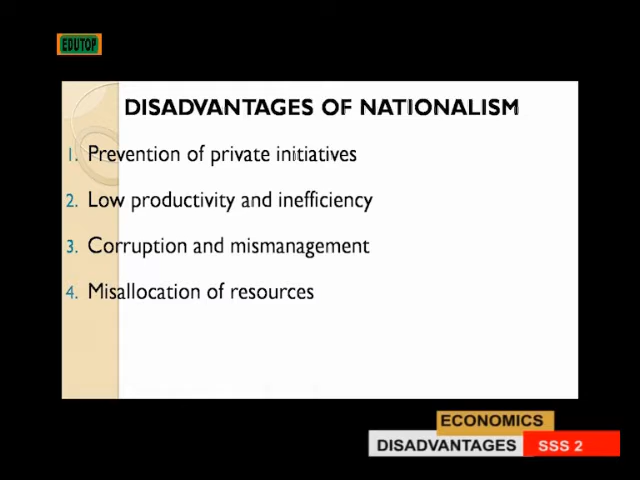 EDUTOP
DISADVANTAGES OF NATIONALISM
1. Prevention of private initiatives
2. Low productivity and inefficiency
3. Corruption and mismanagement
4. Misallocation of resources
ECONOMICS
DISADVANTAGES SSS 2